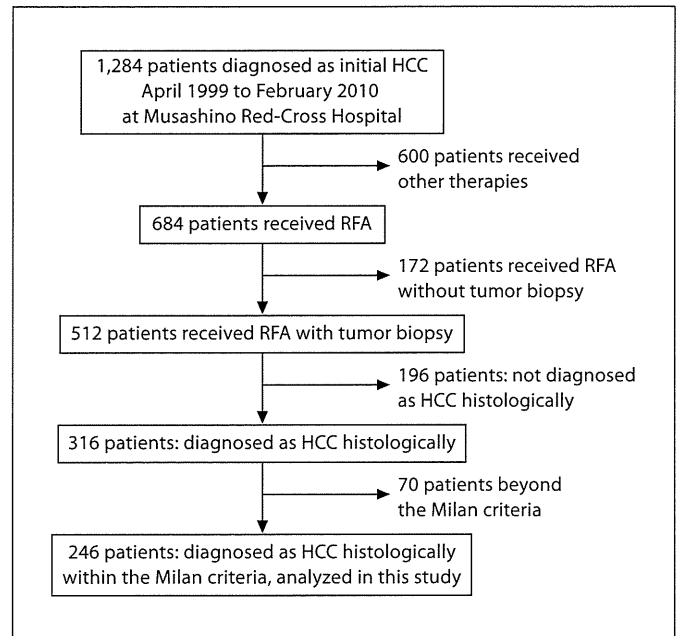 1,284 patients diagnosed as initial HCC
April 1999 to February 2010
at Musashino Red-Cross Hospital
600 patients received
other therapies
684 patients received RFA
172 patients received RFA
without tumor biopsy
512 patients received RFA with tumor biopsy
196 patients: not diagnosed
as HCC histologically
316 patients: diagnosed as HCC histologically
70 patients beyond
the Milan criteria
246 patients: diagnosed as HCC histologically
within the Milan criteria, analyzed in this study